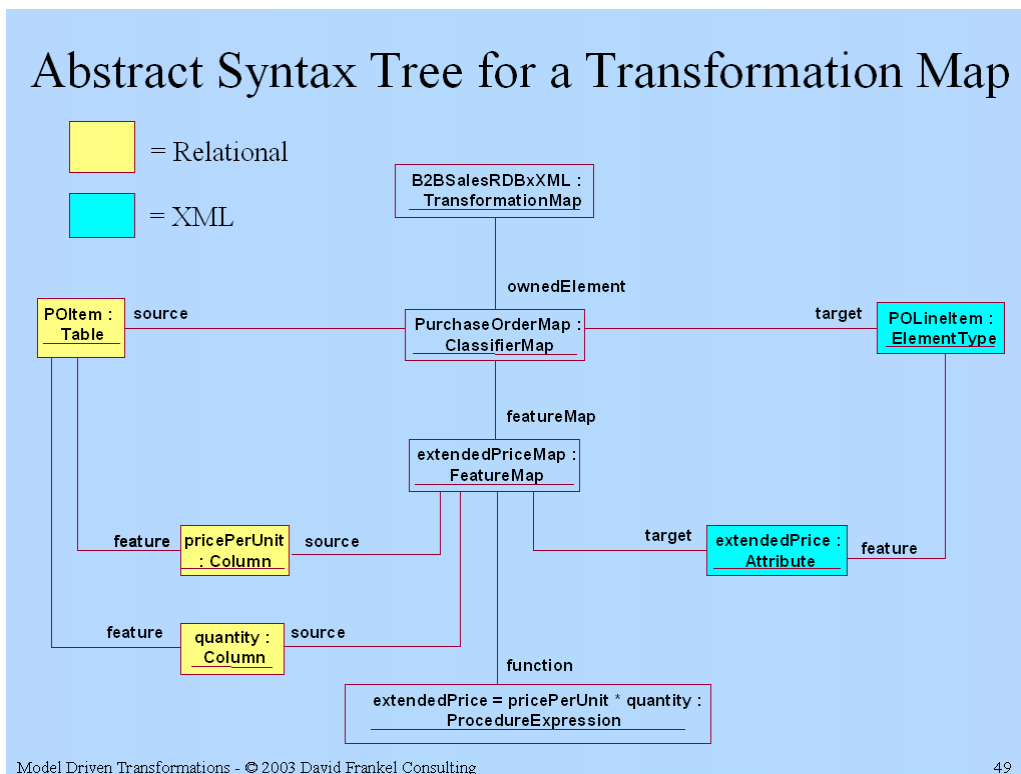 Abstract Syntax Tree for a Transformation Map
= Relational
= XML
B2BSalesRDBxXML :
TransformationMap
ownedElement
POItem :
Table
source
PurchaseOrderMap :
ClassifierMap
target
POLineItem :
ElementType
featureMap
extendedPriceMap :
FeatureMap
feature
pricePerUnit
: Column
source
target
extendedPrice :
Attribute
feature
feature
quantity :
Column
source
function
extendedPrice = pricePerUnit * quantity :
ProcedureExpression
Model Driven Transformations - © 2003 David Frankel Consulting
49